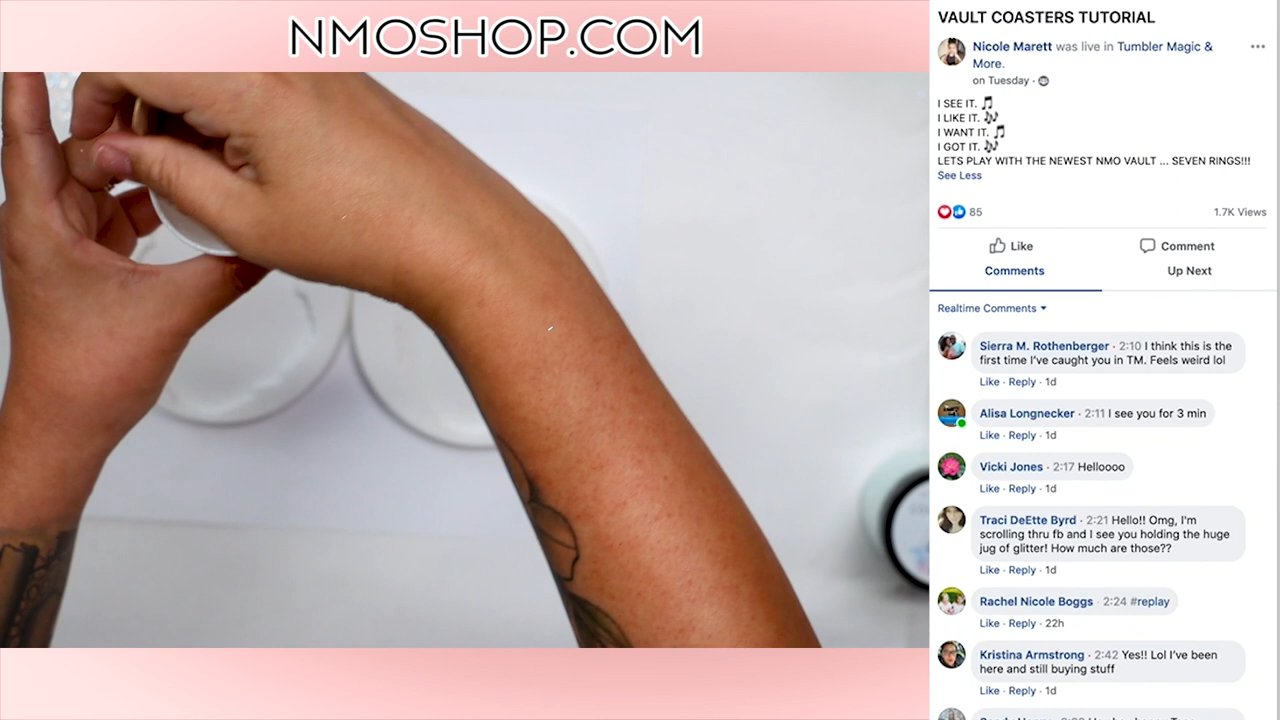 NMOSHOP.COM
VAULT COASTERS TUTORIAL
Nicole Marett was live in Tumbler Magic &
More.
on Tuesday ·
I SEE IT. 🎵
I LIKE IT. 🎶
I WANT IT. 🎵
I GOT IT. 🎶
LETS PLAY WITH THE NEWEST NMO VAULT ... SEVEN RINGS!!!
See Less
85
1.7K Views
Like
Comment
Comments
Up Next
Realtime Comments
Sierra M. Rothenberger · 2:10 I think this is the
first time I've caught you in TM. Feels weird lol
Like · Reply · 1d
Alisa Longnecker · 2:11 I see you for 3 min
Like · Reply · 1d
Vicki Jones · 2:17 Helloooo
Like · Reply · 1d
Traci DeEtte Byrd · 2:21 Hello!! Omg, I'm
scrolling thru fb and I see you holding the huge
jug of glitter! How much are those??
Like · Reply · 1d
Rachel Nicole Boggs · 2:24 #replay
Like · Reply · 22h
Kristina Armstrong · 2:42 Yes!! Lol I've been
here and still buying stuff
Like · Reply · 1d